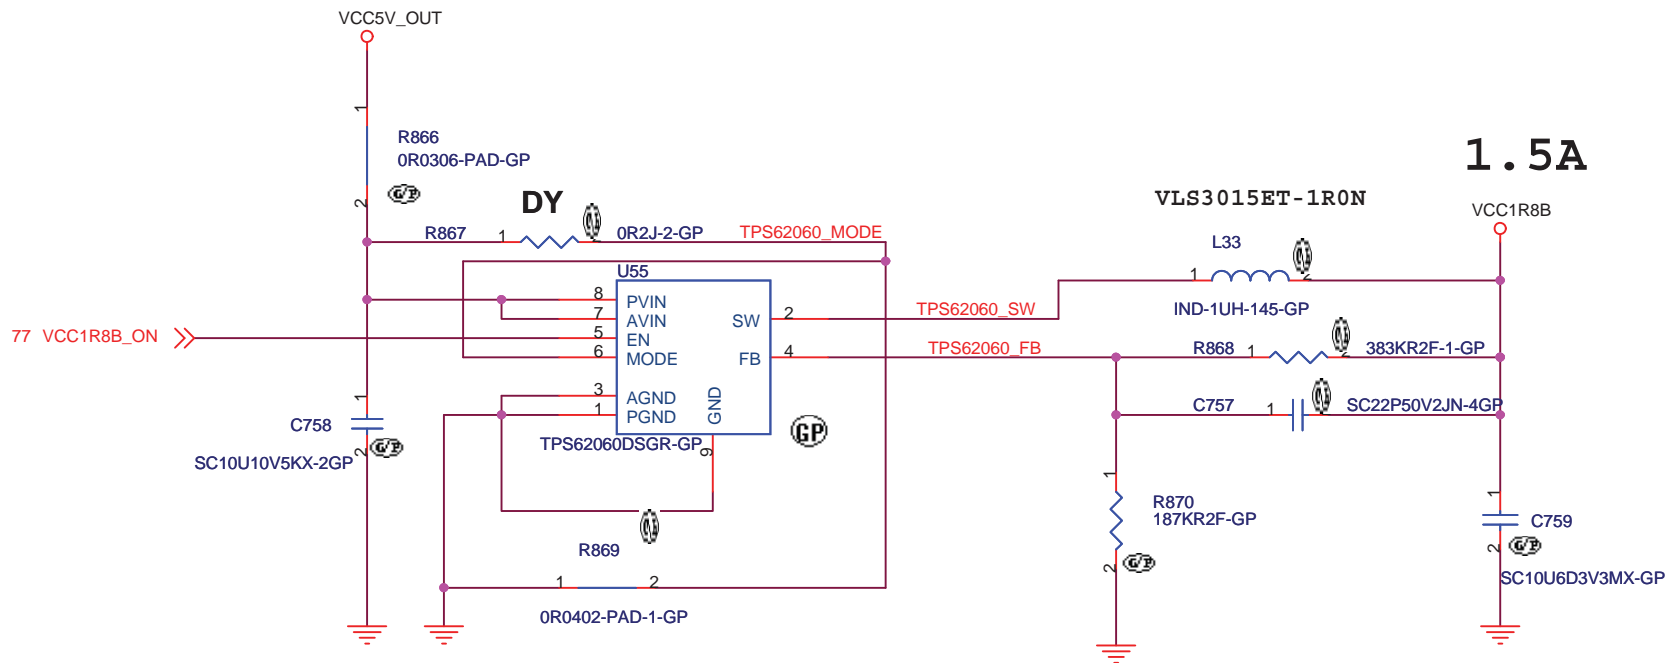 VCC5V_OUT
1
R866
0R0306-PAD-GP
G/P
2
DY
R867
1
2
0R2J-2-GP
TPS62060_MODE
U55
8
PVIN
7
AVIN
77 VCC1R8B_ON
5
EN
6
MODE
3
AGND
1
PGND
GND
9
SW
2
FB
4
TPS62060DSGR-GP
GP
TPS62060_SW
TPS62060_FB
1
C758
2
G/P
SC10U10V5KX-2GP
R869
1
2
0R0402-PAD-1-GP
1.5A
VLS3015ET-1R0N
VCC1R8B
L33
1
2
IND-1UH-145-GP
R868
1
2
383KR2F-1-GP
C757
1
2
SC22P50V2JN-4GP
1
R870
187KR2F-GP
2
G/P
1
C759
2
G/P
SC10U6D3V3MX-GP